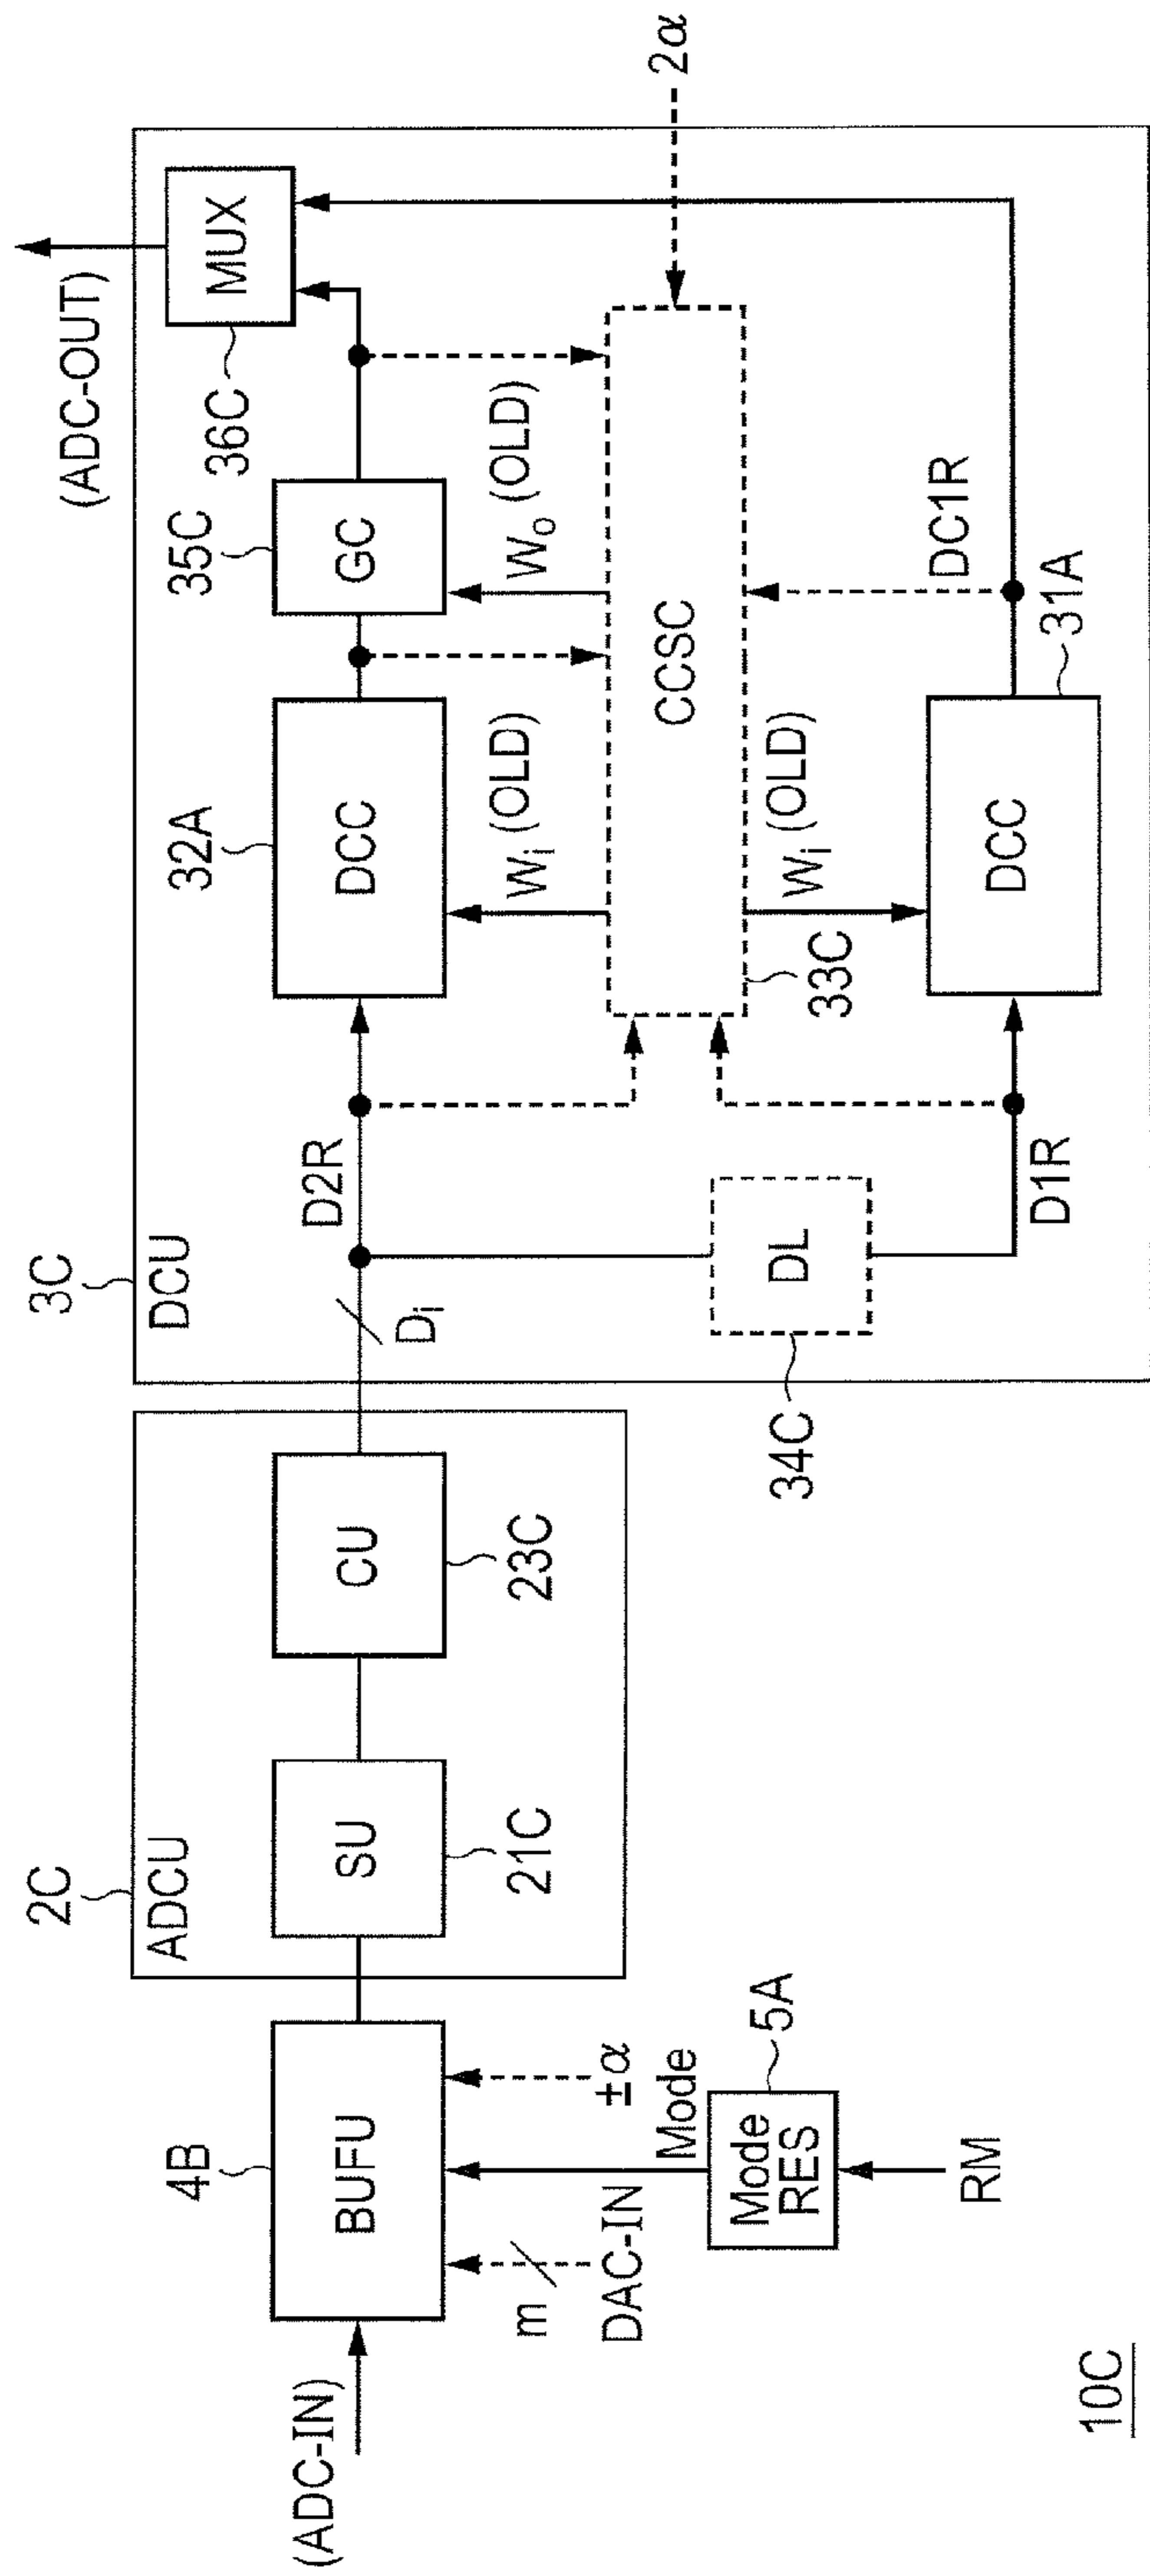 (ADC-IN)
BUFU
4B
m
DAC-IN
±α
Mode
Mode
RES
5A
RM
2C
ADCU
SU
21C
CU
23C
3C
DCU
Di
D2R
DL
34C
D1R
32A
DCC
Wi (OLD)
35C
GC
Wo (OLD)
CCSC
33C
Wi (OLD)
DCC
31A
DC1R
36C
MUX
(ADC-OUT)
2α
10C